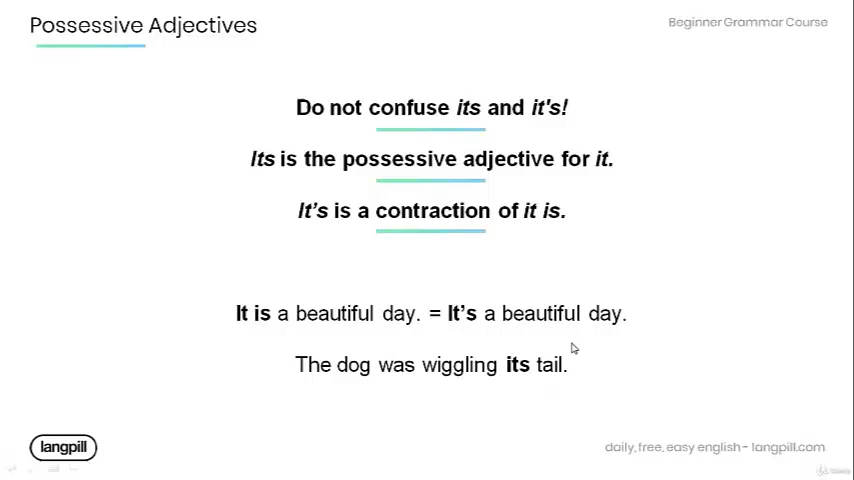 Possessive Adjectives
Beginner Grammar Course
Do not confuse its and it's!
Its is the possessive adjective for it.
It’s is a contraction of it is.
It is a beautiful day. = It’s a beautiful day.
The dog was wiggling its tail.
langpill
daily, free, easy english - langpill.com
Udemy